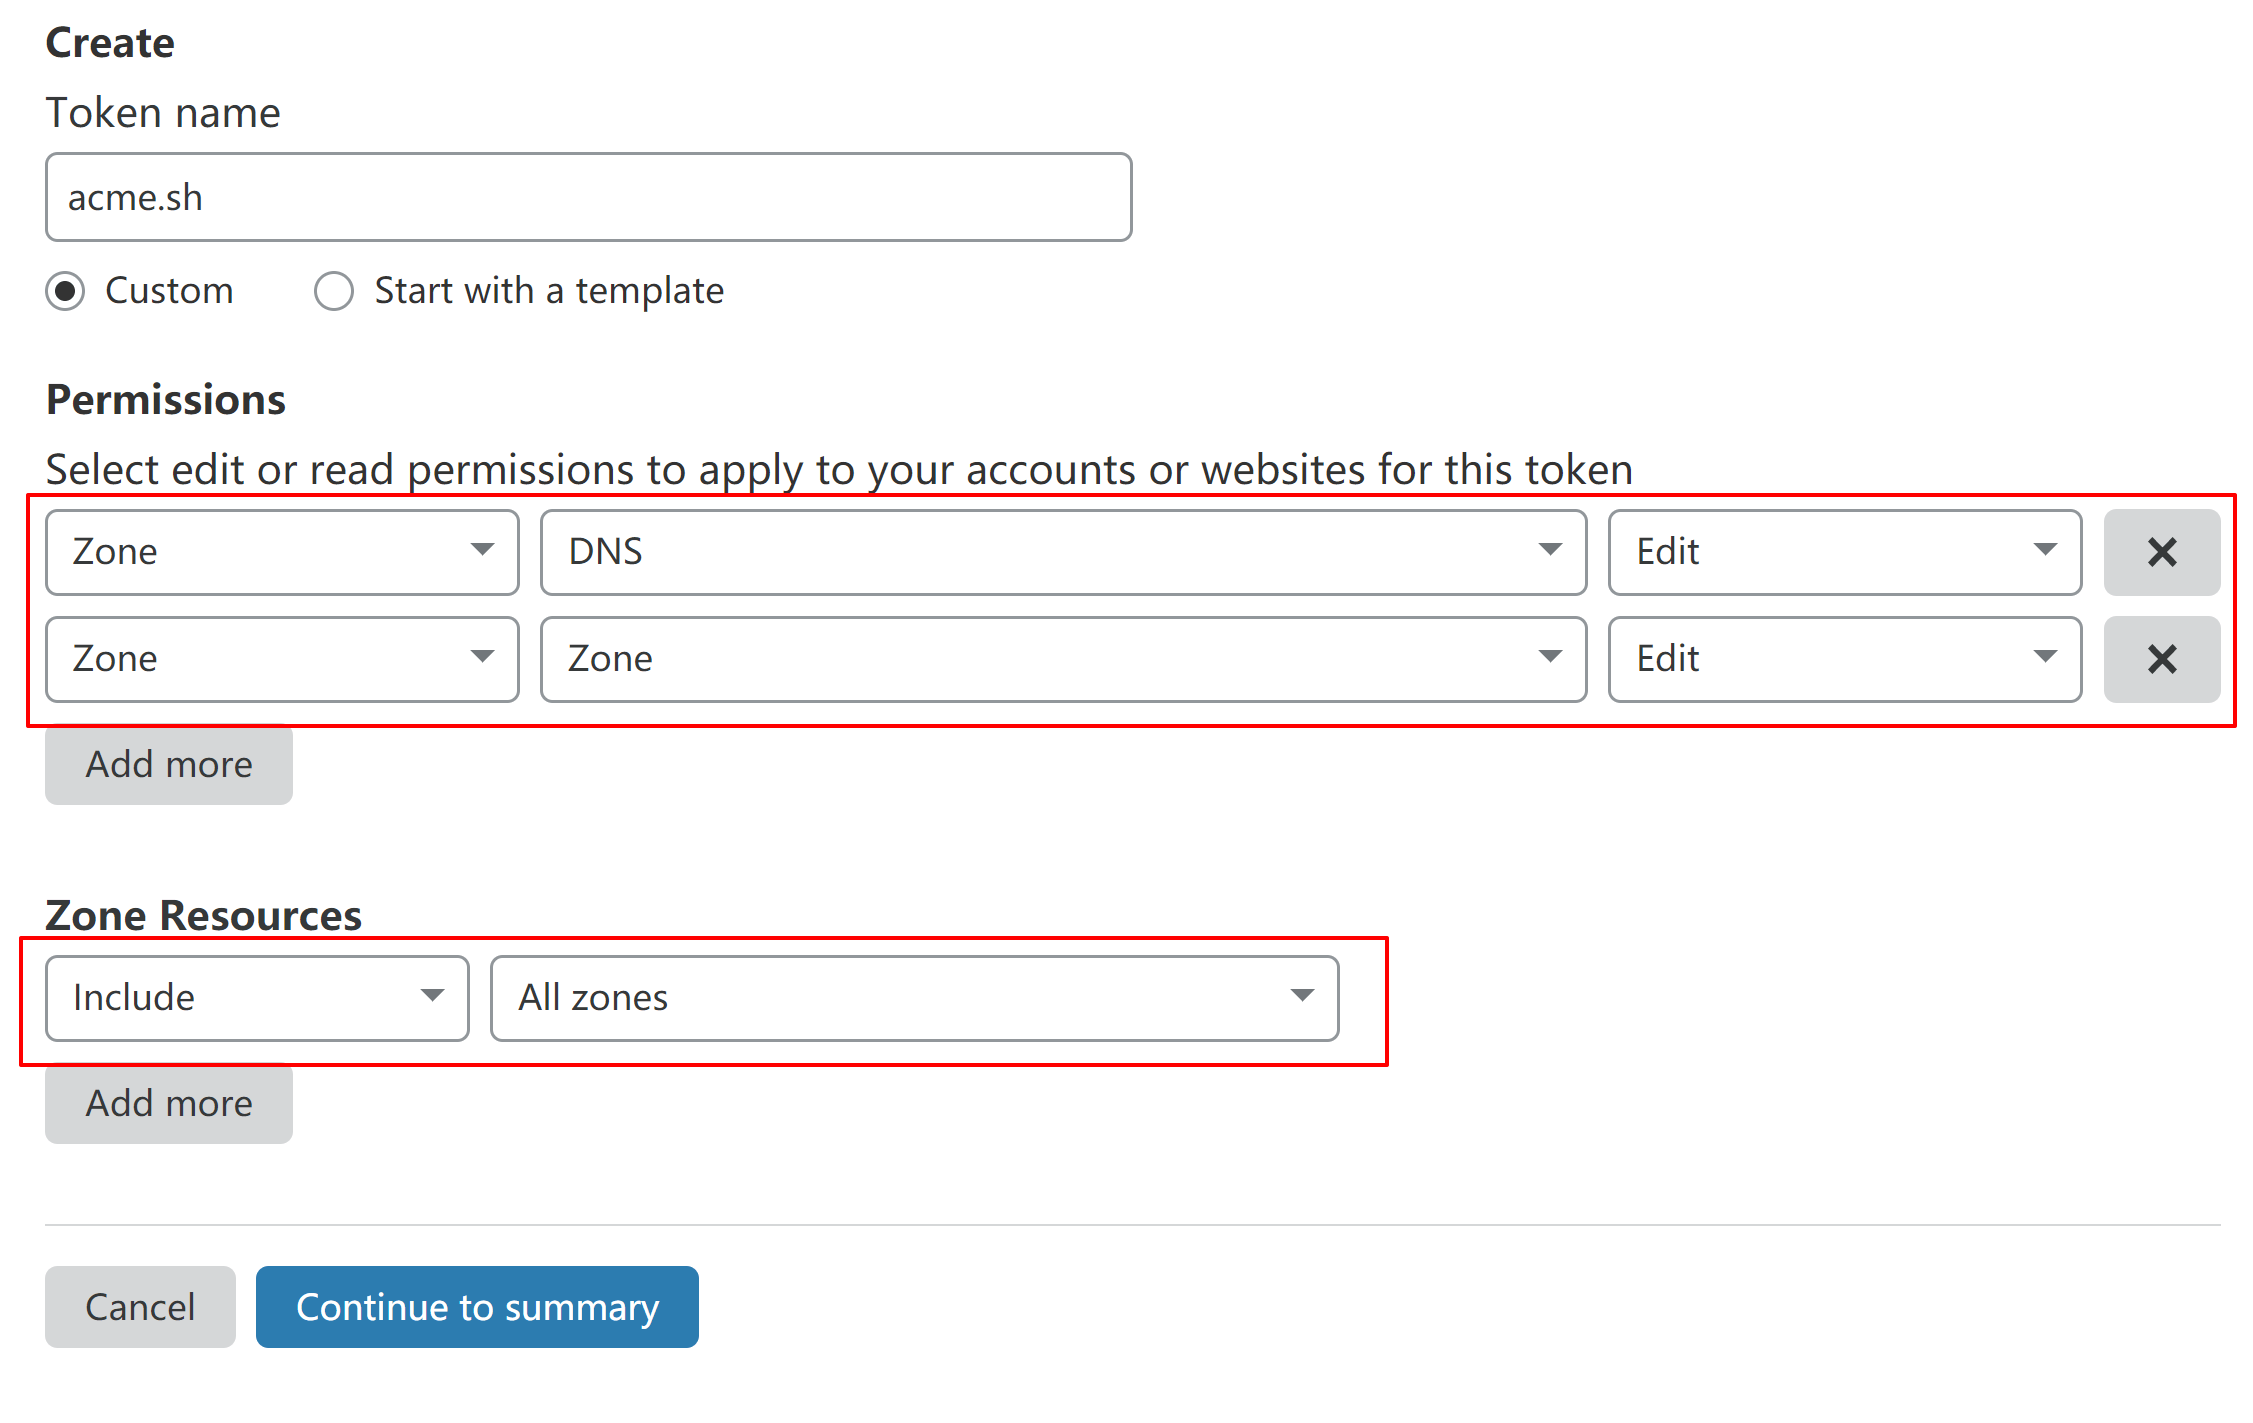 Create
Token name
acme.sh
Custom Start with a template
Permissions
Select edit or read permissions to apply to your accounts or websites for this token
Zone DNS Edit
Zone Zone Edit
Add more
Zone Resources
Include All zones
Add more
Cancel Continue to summary